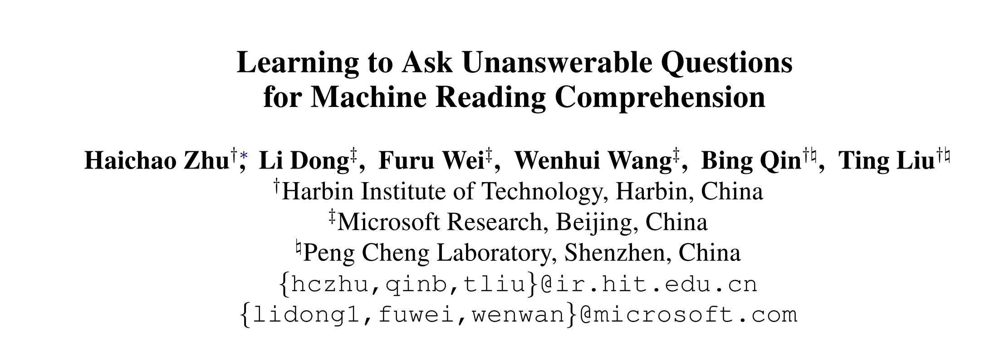 Learning to Ask Unanswerable Questions
for Machine Reading Comprehension
Haichao Zhu†*, Li Dong‡, Furu Wei‡, Wenhui Wang‡, Bing Qin†♮, Ting Liu†♮
†Harbin Institute of Technology, Harbin, China
‡Microsoft Research, Beijing, China
♮Peng Cheng Laboratory, Shenzhen, China
{hczhu,qinb,tliu}@ir.hit.edu.cn
{lidong1,fuwei,wenwan}@microsoft.com